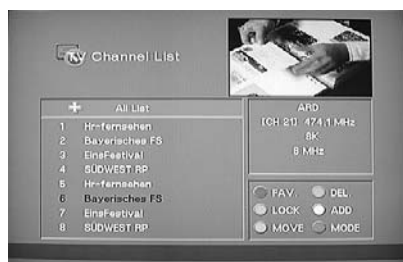 TV Channel List
All List
1 Hr-fernsehen
2 Bayerisches FS
3 EinsFestival
4 SÜDWEST RP
5 Hr-fernsehen
6 Bayerisches FS
7 EinsFestival
8 SÜDWEST RP
ARD
[CH 21] 474.1 MHz
8K
8 MHz
FAV. DEL.
LOCK ADD
MOVE MODE